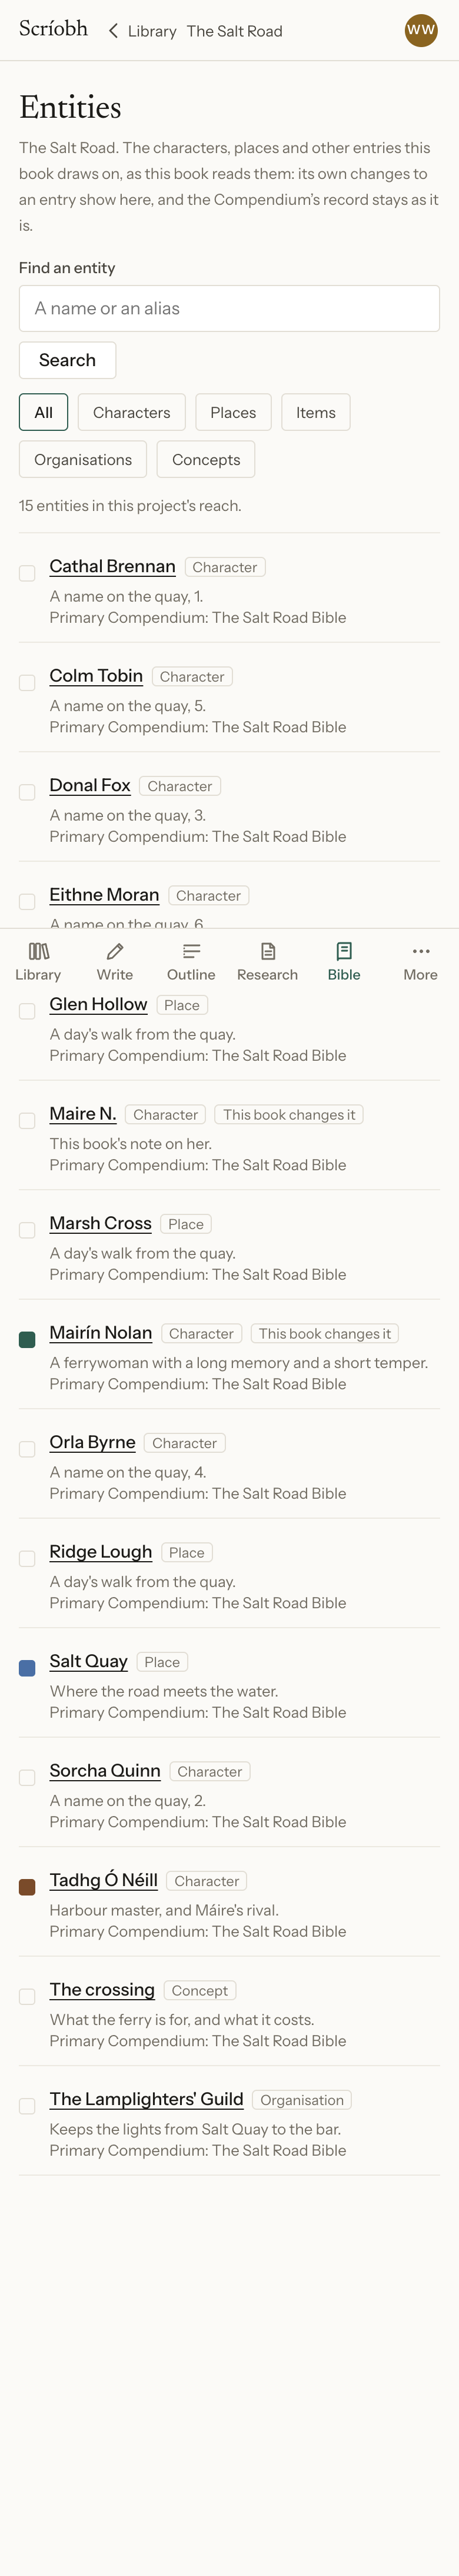 Scríobh
Library The Salt Road
WW
Entities
The Salt Road. The characters, places and other entries this
book draws on, as this book reads them: its own changes to
an entry show here, and the Compendium's record stays as it
is.
Find an entity
A name or an alias
Search
All Characters Places Items
Organisations Concepts
15 entities in this project's reach.
Cathal Brennan Character
A name on the quay, 1.
Primary Compendium: The Salt Road Bible
Colm Tobin Character
A name on the quay, 5.
Primary Compendium: The Salt Road Bible
Donal Fox Character
A name on the quay, 3.
Primary Compendium: The Salt Road Bible
Eithne Moran Character
A name on the quay, 6.
Library Write Outline Research Bible More
Glen Hollow Place
A day's walk from the quay.
Primary Compendium: The Salt Road Bible
Maire N. Character This book changes it
This book's note on her.
Primary Compendium: The Salt Road Bible
Marsh Cross Place
A day's walk from the quay.
Primary Compendium: The Salt Road Bible
Mairín Nolan Character This book changes it
A ferrywoman with a long memory and a short temper.
Primary Compendium: The Salt Road Bible
Orla Byrne Character
A name on the quay, 4.
Primary Compendium: The Salt Road Bible
Ridge Lough Place
A day's walk from the quay.
Primary Compendium: The Salt Road Bible
Salt Quay Place
Where the road meets the water.
Primary Compendium: The Salt Road Bible
Sorcha Quinn Character
A name on the quay, 2.
Primary Compendium: The Salt Road Bible
Tadhg Ó Néill Character
Harbour master, and Máire's rival.
Primary Compendium: The Salt Road Bible
The crossing Concept
What the ferry is for, and what it costs.
Primary Compendium: The Salt Road Bible
The Lamplighters' Guild Organisation
Keeps the lights from Salt Quay to the bar.
Primary Compendium: The Salt Road Bible